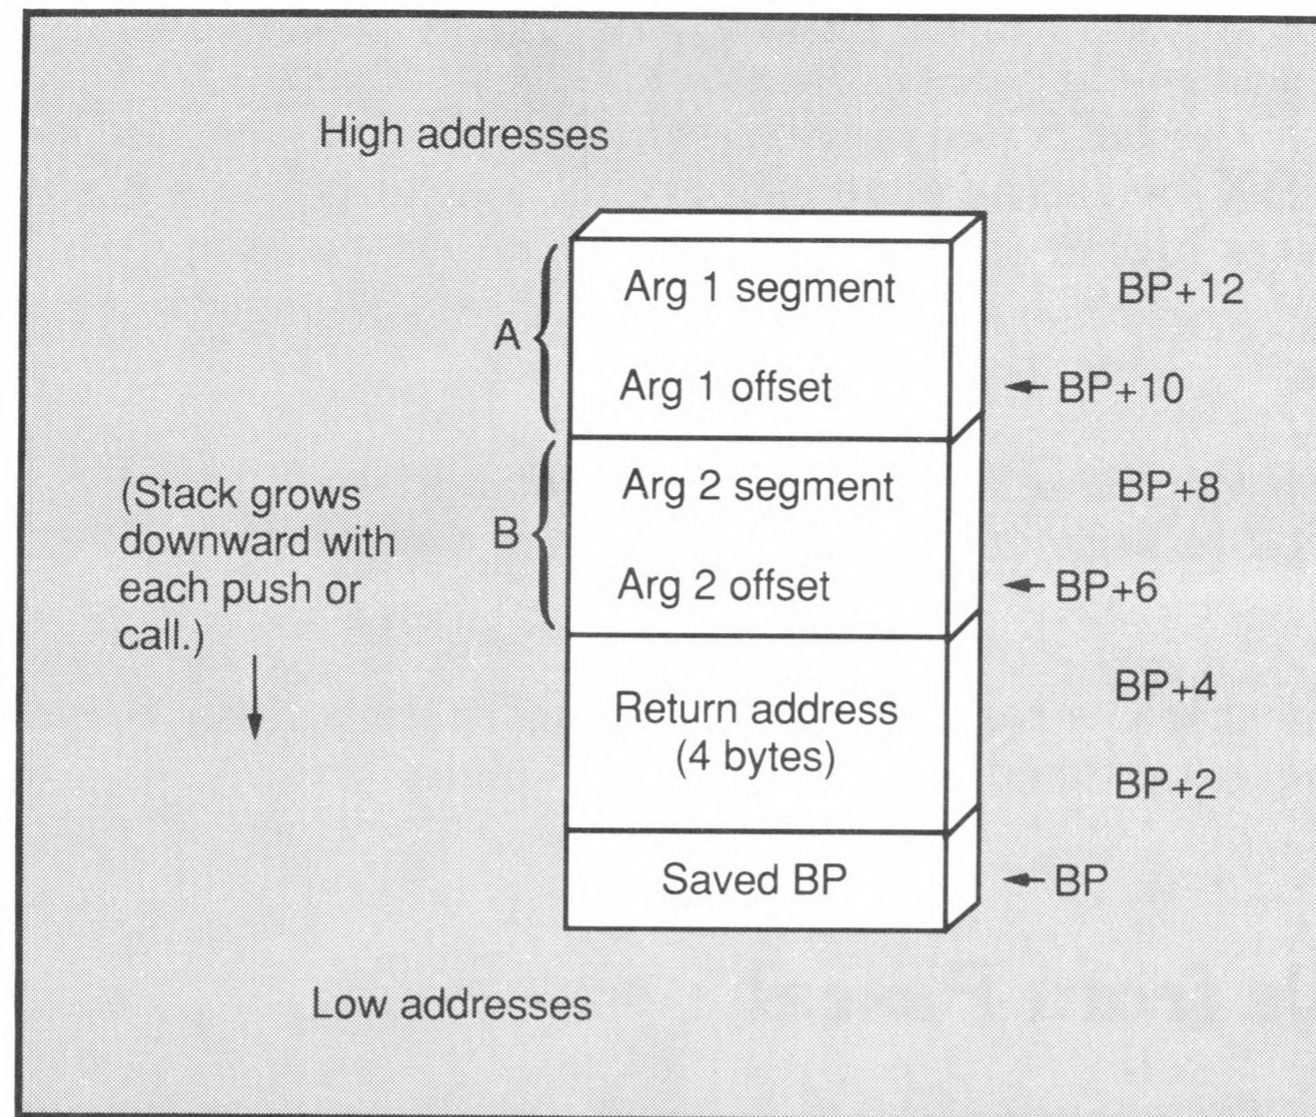 High addresses
Arg 1 segment
BP+12
A
Arg 1 offset
BP+10
(Stack grows
downward with
each push or
call.)
Arg 2 segment
BP+8
B
Arg 2 offset
BP+6
Return address
(4 bytes)
BP+4
BP+2
Saved BP
BP
Low addresses